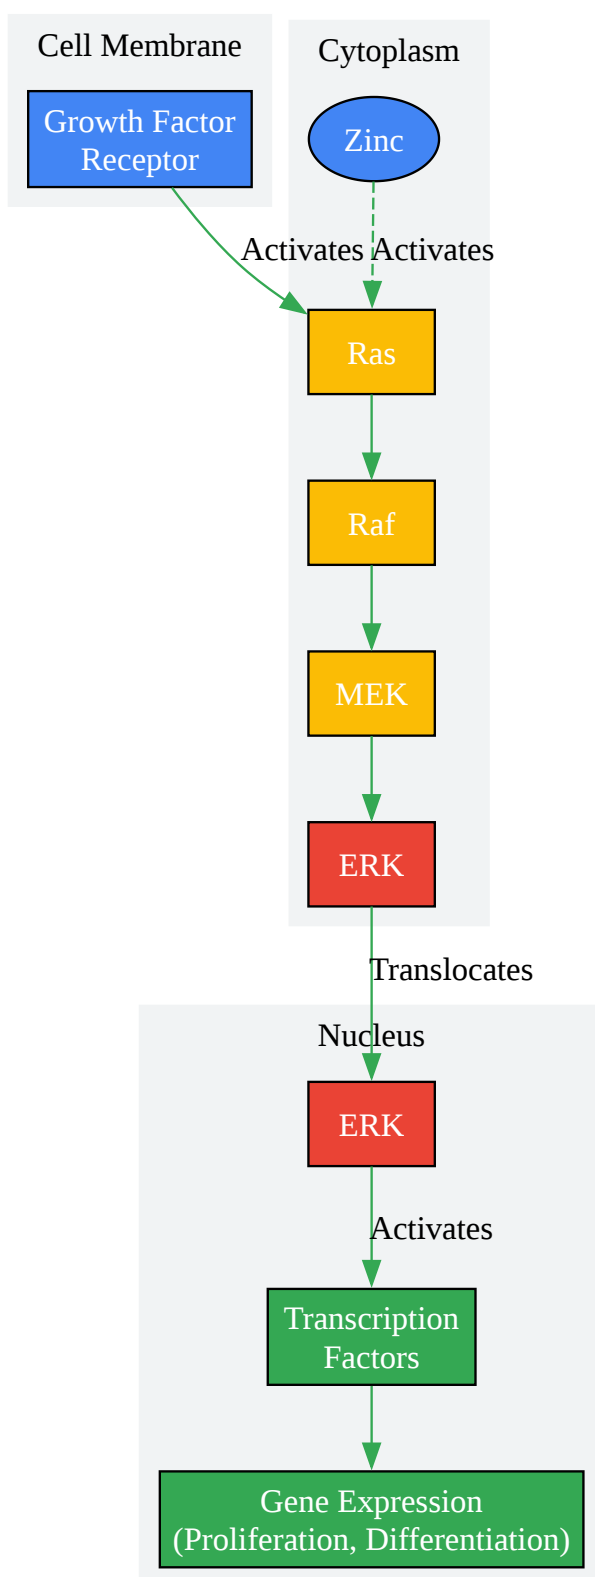 Cell Membrane
Cytoplasm
Growth Factor
Receptor
Zinc
Activates
Activates
Ras
Raf
MEK
ERK
Translocates
Nucleus
ERK
Activates
Transcription
Factors
Gene Expression
(Proliferation, Differentiation)